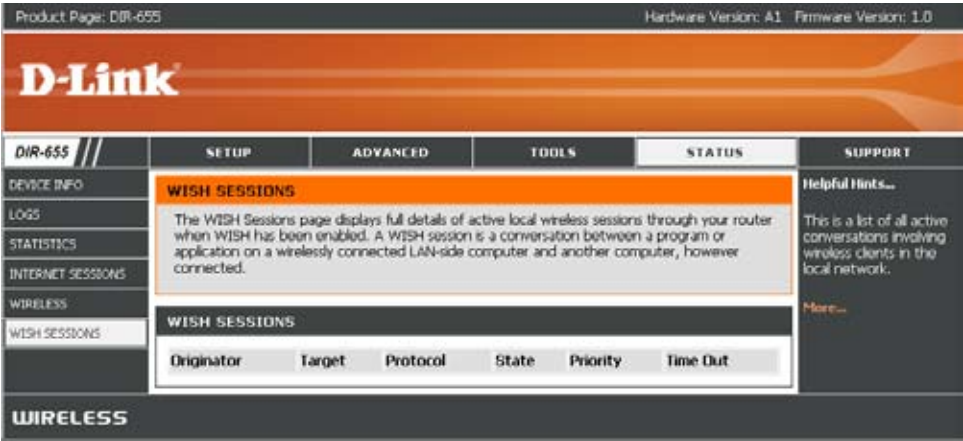 Product Page: DIR-655 Hardware Version: A1 Firmware Version: 1.0
D-Link
DIR-655 SETUP ADVANCED TOOLS STATUS SUPPORT
DEVICE INFO
LOGS
STATISTICS
INTERNET SESSIONS
WIRELESS
WISH SESSIONS
WISH SESSIONS
The WISH Sessions page displays full details of active local wireless sessions through your router
when WISH has been enabled. A WISH session is a conversation between a program or
application on a wirelessly connected LAN-side computer and another computer, however
connected.
WISH SESSIONS
Originator Target Protocol State Priority Time Out
Helpful Hints...
This is a list of all active
conversations involving
wireless clients in the
local network.
More...
WIRELESS